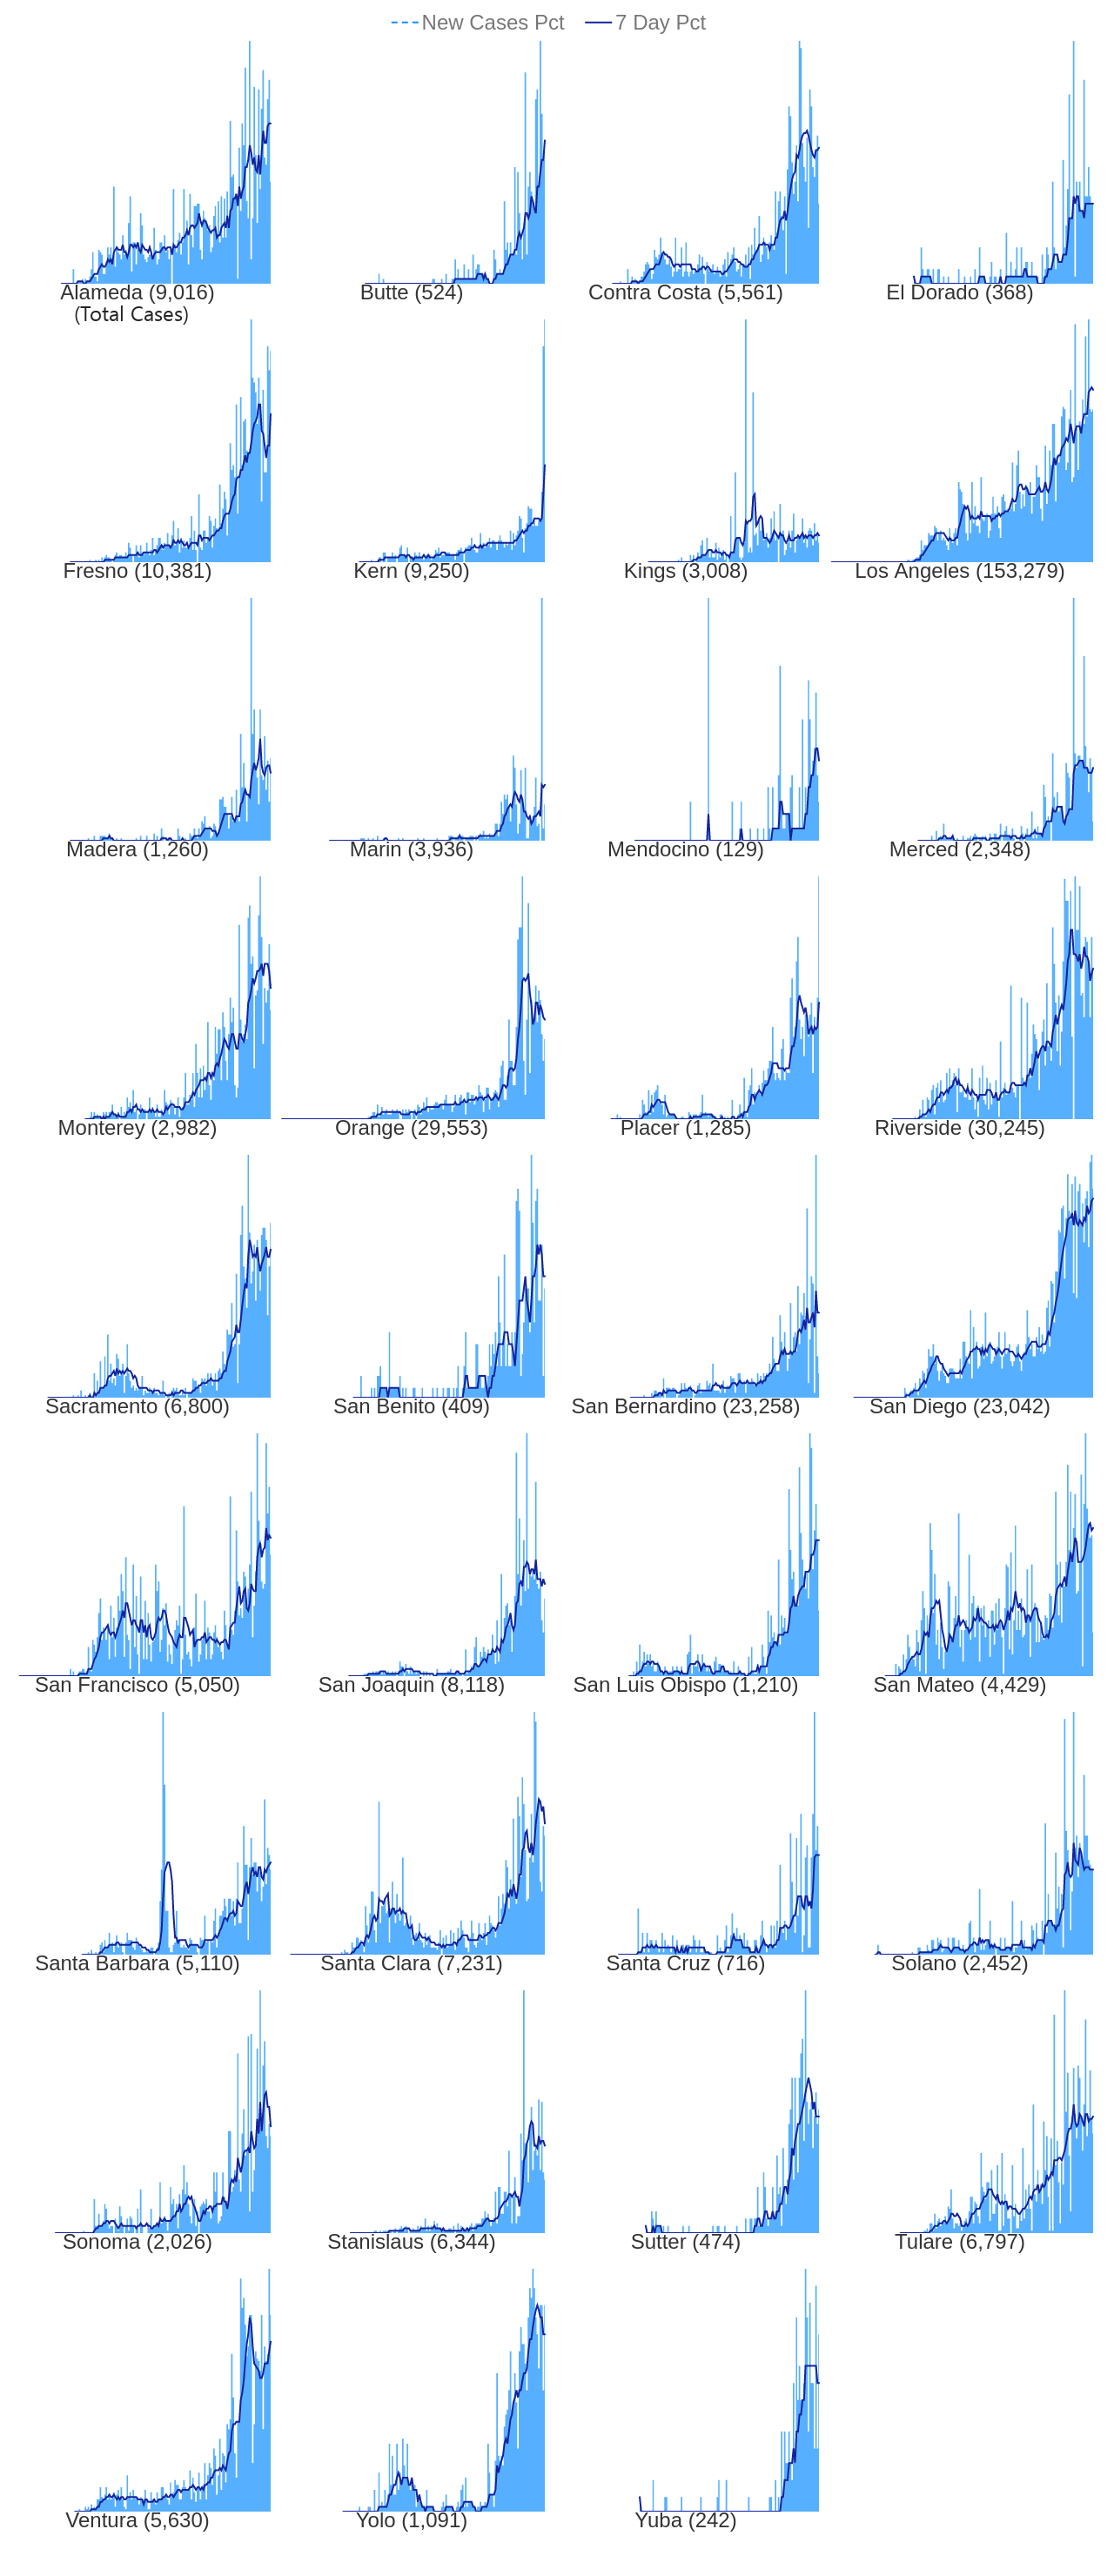 New Cases Pct 7 Day Pct
Alameda (9,016) Butte (524) Contra Costa (5,561) El Dorado (368)
(Total Cases)
Fresno (10,381) Kern (9,250) Kings (3,008) Los Angeles (153,279)
Madera (1,260) Marin (3,936) Mendocino (129) Merced (2,348)
Monterey (2,982) Orange (29,553) Placer (1,285) Riverside (30,245)
Sacramento (6,800) San Benito (409) San Bernardino (23,258) San Diego (23,042)
San Francisco (5,050) San Joaquin (8,118) San Luis Obispo (1,210) San Mateo (4,429)
Santa Barbara (5,110) Santa Clara (7,231) Santa Cruz (716) Solano (2,452)
Sonoma (2,026) Stanislaus (6,344) Sutter (474) Tulare (6,797)
Ventura (5,630) Yolo (1,091) Yuba (242)